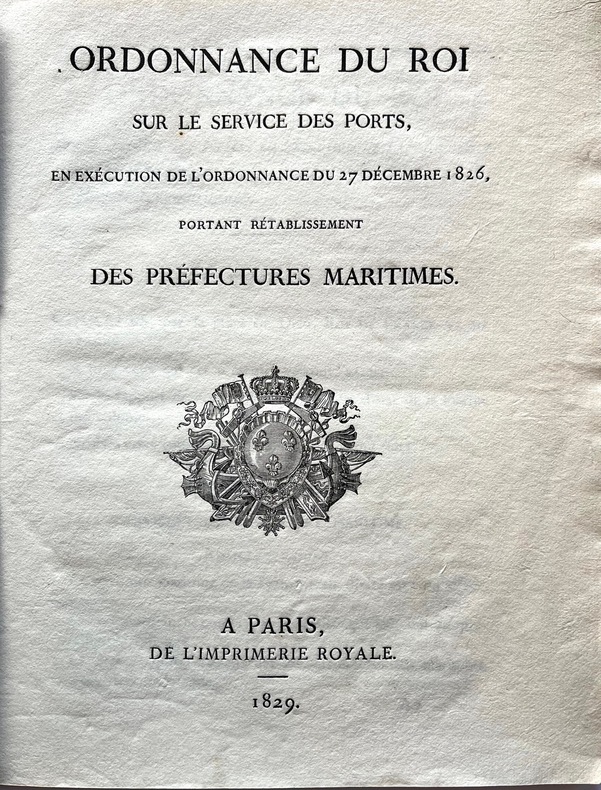 ORDONNANCE DU ROI
SUR LE SERVICE DES PORTS,
EN EXÉCUTION DE L'ORDONNANCE DU 27 DÉCEMBRE 1826,
PORTANT RÉTABLISSEMENT
DES PRÉFECTURES MARITIMES.
A PARIS,
DE L'IMPRIMERIE ROYALE.
1829.